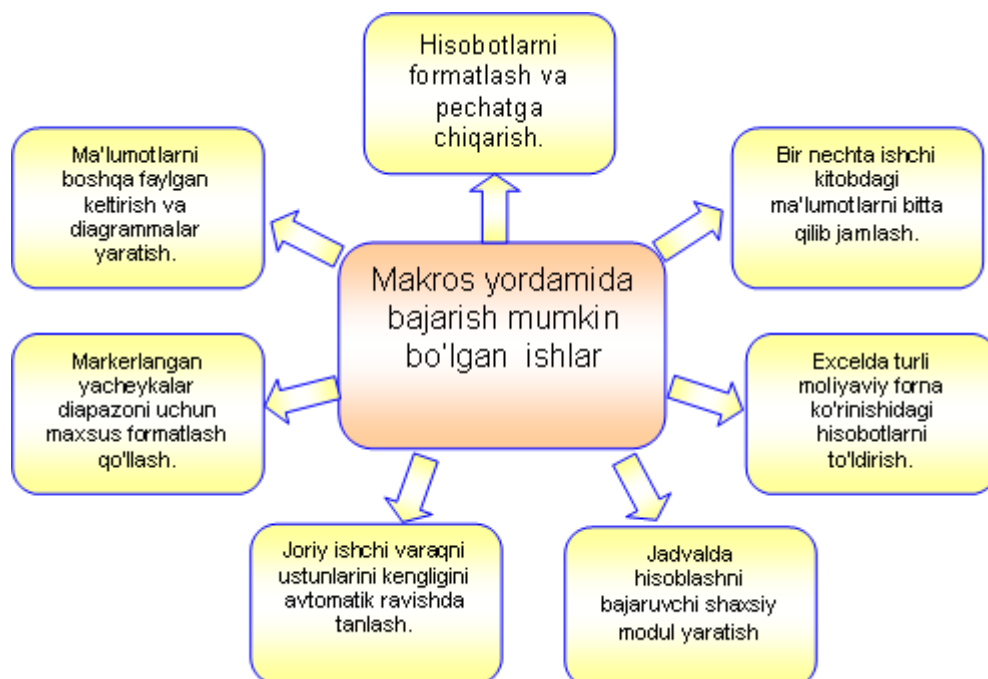 Hisobotlarni
formatlash va
pechatga
chiqarish.
Ma'lumotlarni
boshqa faylgan
keltirish va
diagrammalar
yaratish.
Bir nechta ishchi
kitobdagi
ma'lumotlarni bitta
qilib jamlash.
Makros yordamida
bajarish mumkin
bo'lgan ishlar
Markerlangan
yacheykalar
diapazoni uchun
maxsus formatlash
qo'llash.
Excelda turli
moliyaviy forna
ko'rinishidagi
hisobotlarni
to'ldirish.
Joriy ishchi varaqni
ustunlarini kengligini
avtomatik ravishda
tanlash.
Jadvalda
hisoblashni
bajaruvchi shaxsiy
modul yaratish